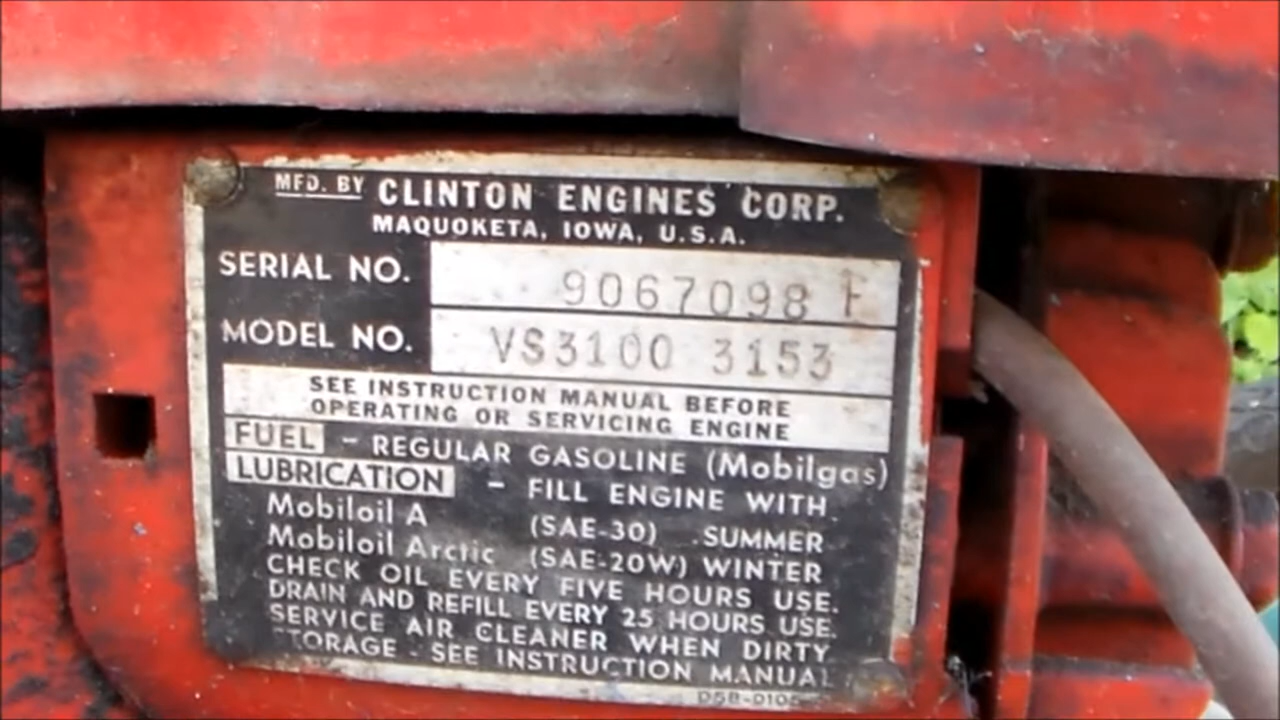 MFD. BY CLINTON ENGINES CORP.
MAQUOKETA, IOWA, U.S.A.
SERIAL NO. 9067098 F
MODEL NO. VS3100 3153
SEE INSTRUCTION MANUAL BEFORE
OPERATING OR SERVICING ENGINE
FUEL - REGULAR GASOLINE (Mobilgas)
LUBRICATION - FILL ENGINE WITH
Mobiloil A (SAE-30) SUMMER
Mobiloil Arctic (SAE-20W) WINTER
CHECK OIL EVERY FIVE HOURS USE.
DRAIN AND REFILL EVERY 25 HOURS USE.
SERVICE AIR CLEANER WHEN DIRTY
STORAGE - SEE INSTRUCTION MANUAL